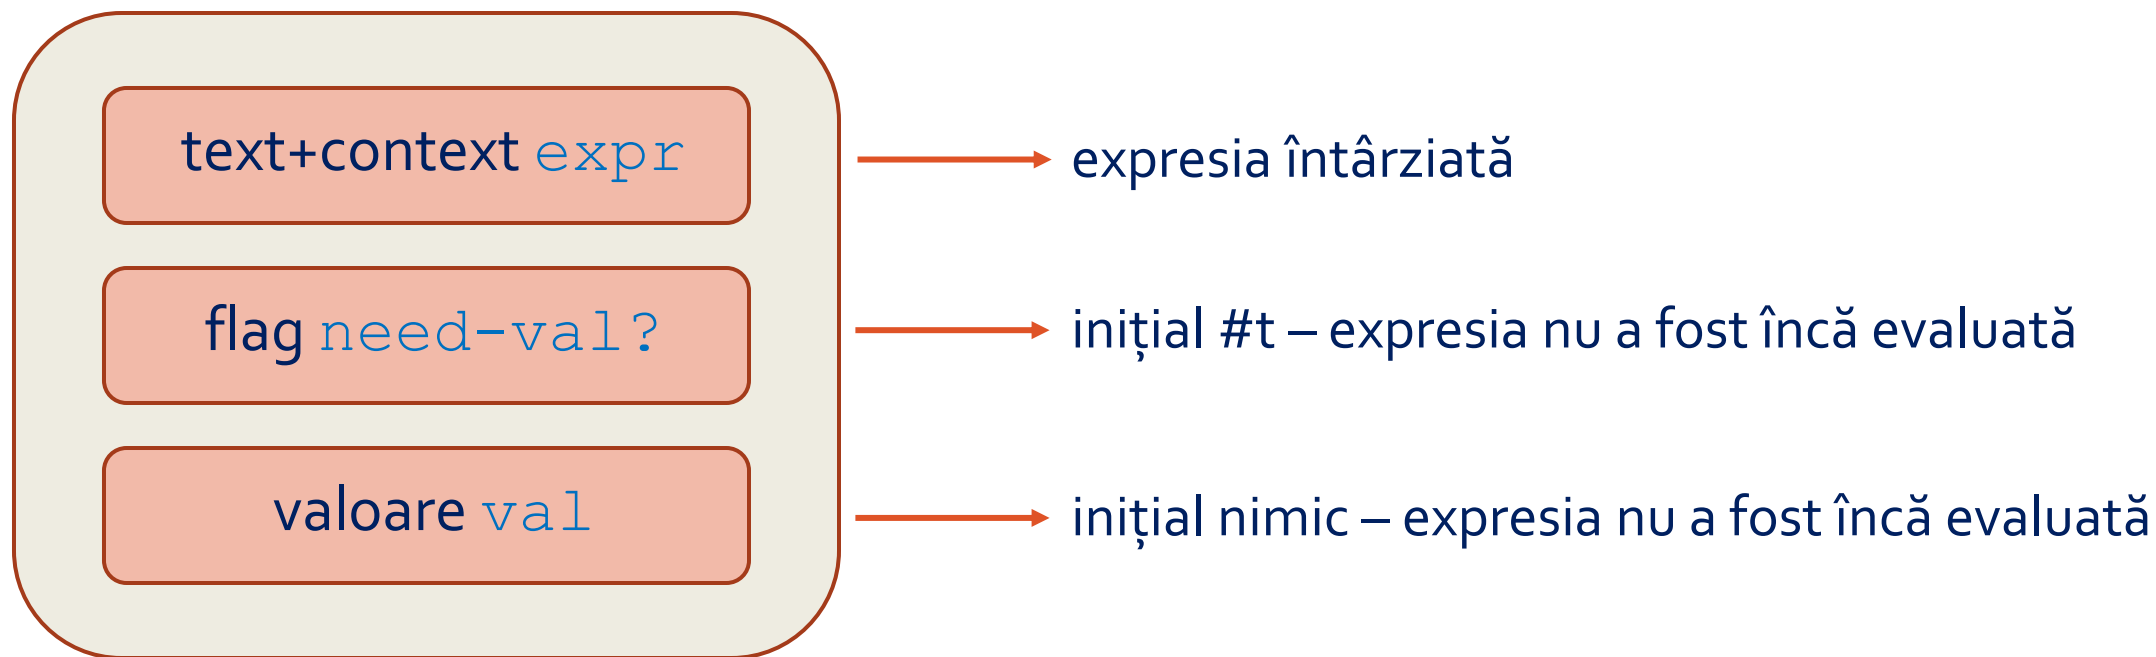 text+context expr
expresia întârziată
flag need-val?
inițial #t – expresia nu a fost încă evaluată
valoare val
inițial nimic – expresia nu a fost încă evaluată